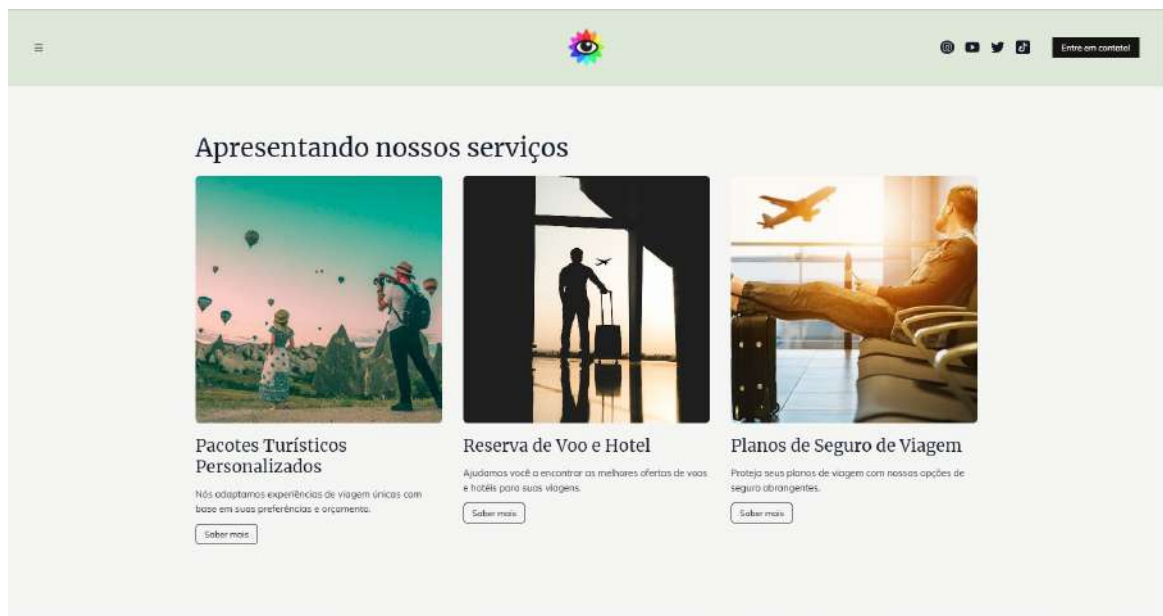 Entre em contato!
Apresentando nossos serviços
Pacotes Turísticos
Personalizados
Nós adaptamos experiências de viagem únicas com
base em suas preferências e orçamento.
Saber mais
Reserva de Voo e Hotel
Ajudamos você a encontrar as melhores ofertas de voos
e hotéis para suas viagens.
Saber mais
Planos de Seguro de Viagem
Proteja seus planos de viagem com nossas opções de
seguro abrangentes.
Saber mais